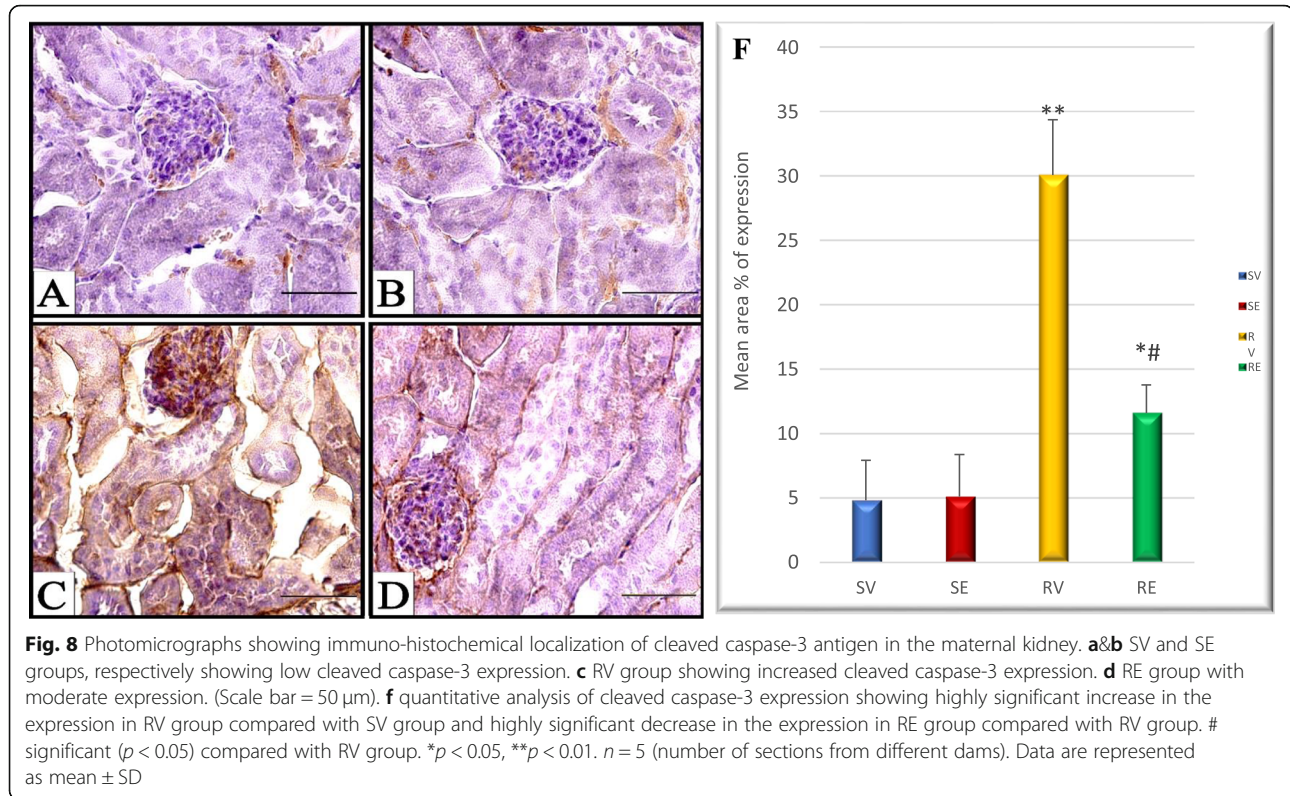 A
B
C
D
F
40
35
30
25
20
15
10
5
0
Mean area % of expression
**
*#
SV
SE
RV
RE
SV
SE
R
V
RE
Fig. 8 Photomicrographs showing immuno-histochemical localization of cleaved caspase-3 antigen in the maternal kidney. a&b SV and SE
groups, respectively showing low cleaved caspase-3 expression. c RV group showing increased cleaved caspase-3 expression. d RE group with
moderate expression. (Scale bar = 50 μm). f quantitative analysis of cleaved caspase-3 expression showing highly significant increase in the
expression in RV group compared with SV group and highly significant decrease in the expression in RE group compared with RV group. #
significant (p < 0.05) compared with RV group. *p < 0.05, **p < 0.01. n = 5 (number of sections from different dams). Data are represented
as mean ± SD